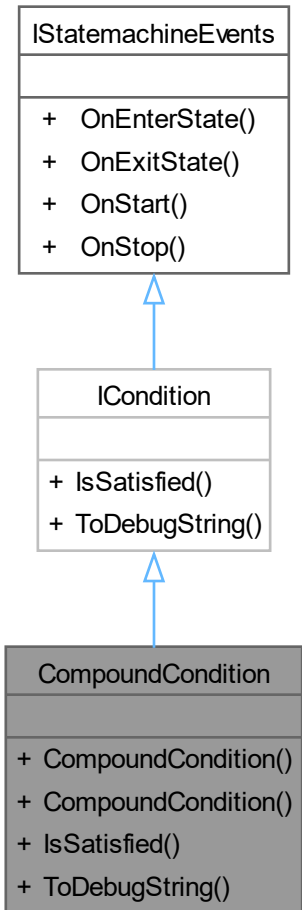 IStatemachineEvents
+ OnEnterState()
+ OnExitState()
+ OnStart()
+ OnStop()
ICondition
+ IsSatisfied()
+ ToDebugString()
CompoundCondition
+ CompoundCondition()
+ CompoundCondition()
+ IsSatisfied()
+ ToDebugString()